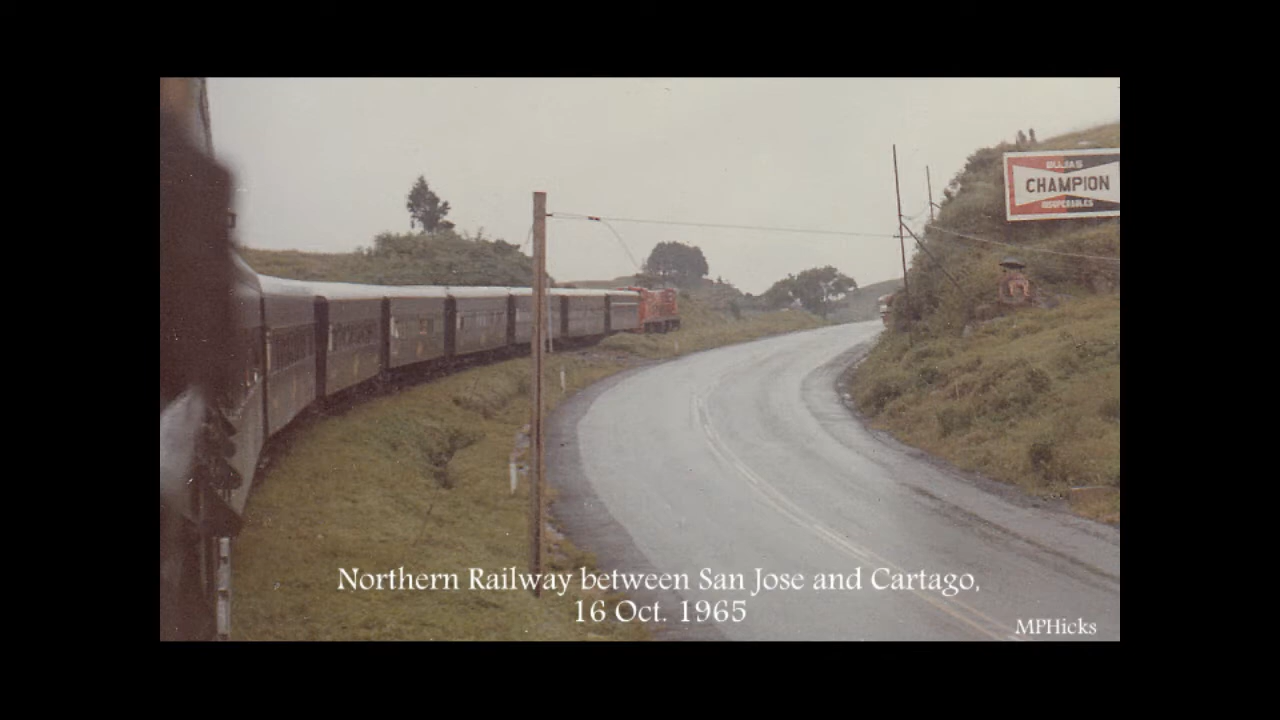 BUJIAS
CHAMPION
INSUPERABLES
Northern Railway between San Jose and Cartago,
16 Oct. 1965
MPHicks